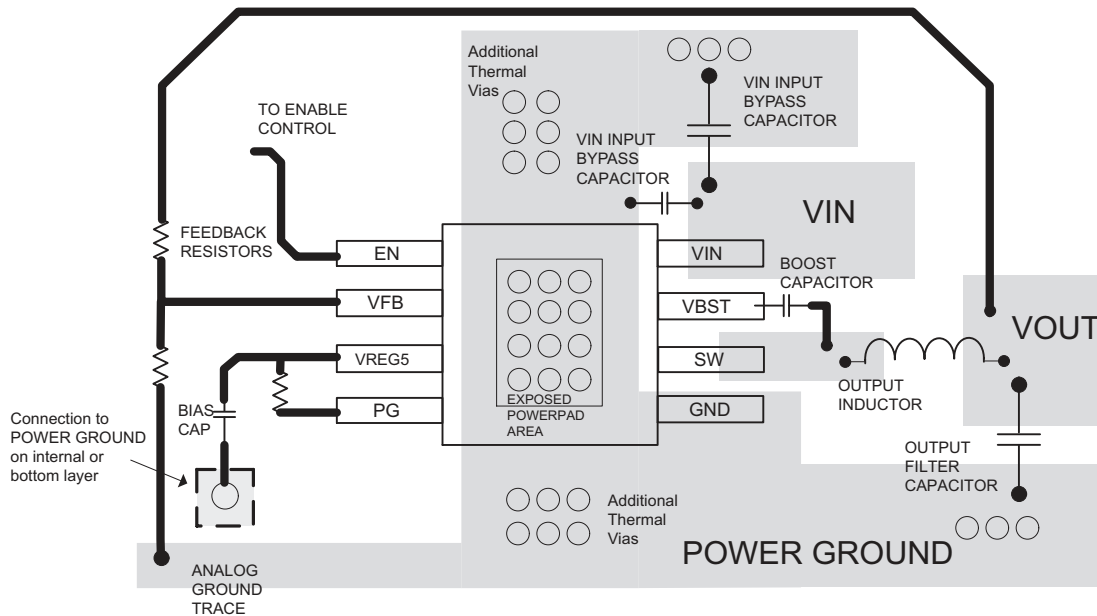 Additional
Thermal
Vias
VIN INPUT
BYPASS
CAPACITOR
TO ENABLE
CONTROL
VIN INPUT
BYPASS
CAPACITOR
VIN
FEEDBACK
RESISTORS
EN
VIN
BOOST
CAPACITOR
VFB
VBST
VOUT
VREG5
SW
OUTPUT
INDUCTOR
PG
EXPOSED
POWERPAD
AREA
GND
BIAS
CAP
Connection to
POWER GROUND
on internal or
bottom layer
OUTPUT
FILTER
CAPACITOR
Additional
Thermal
Vias
POWER GROUND
ANALOG
GROUND
TRACE